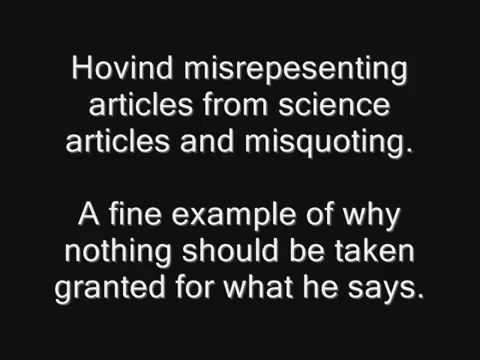 Hovind misrepesenting
articles from science
articles and misquoting.
A fine example of why
nothing should be taken
granted for what he says.